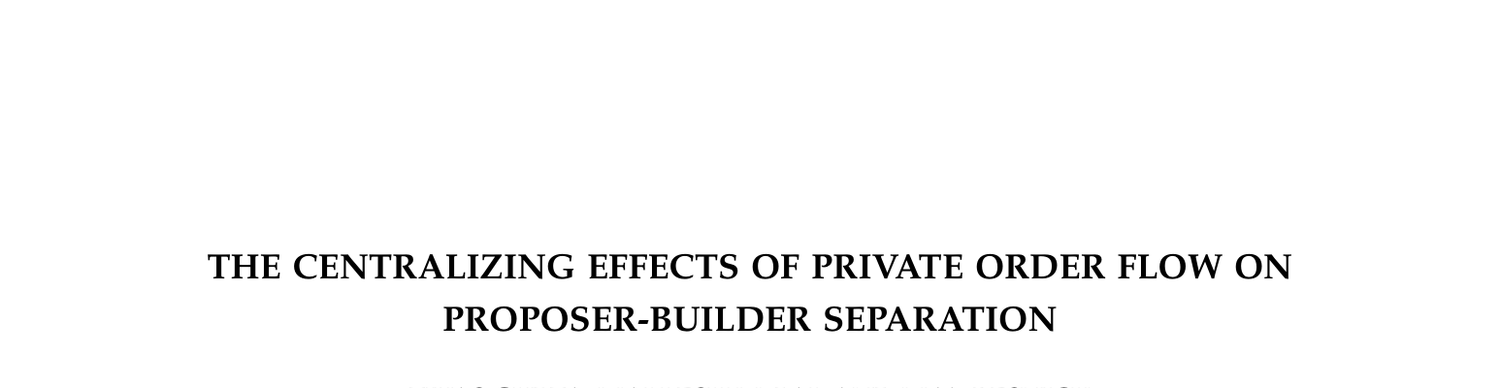 THE CENTRALIZING EFFECTS OF PRIVATE ORDER FLOW ON
PROPOSER-BUILDER SEPARATION